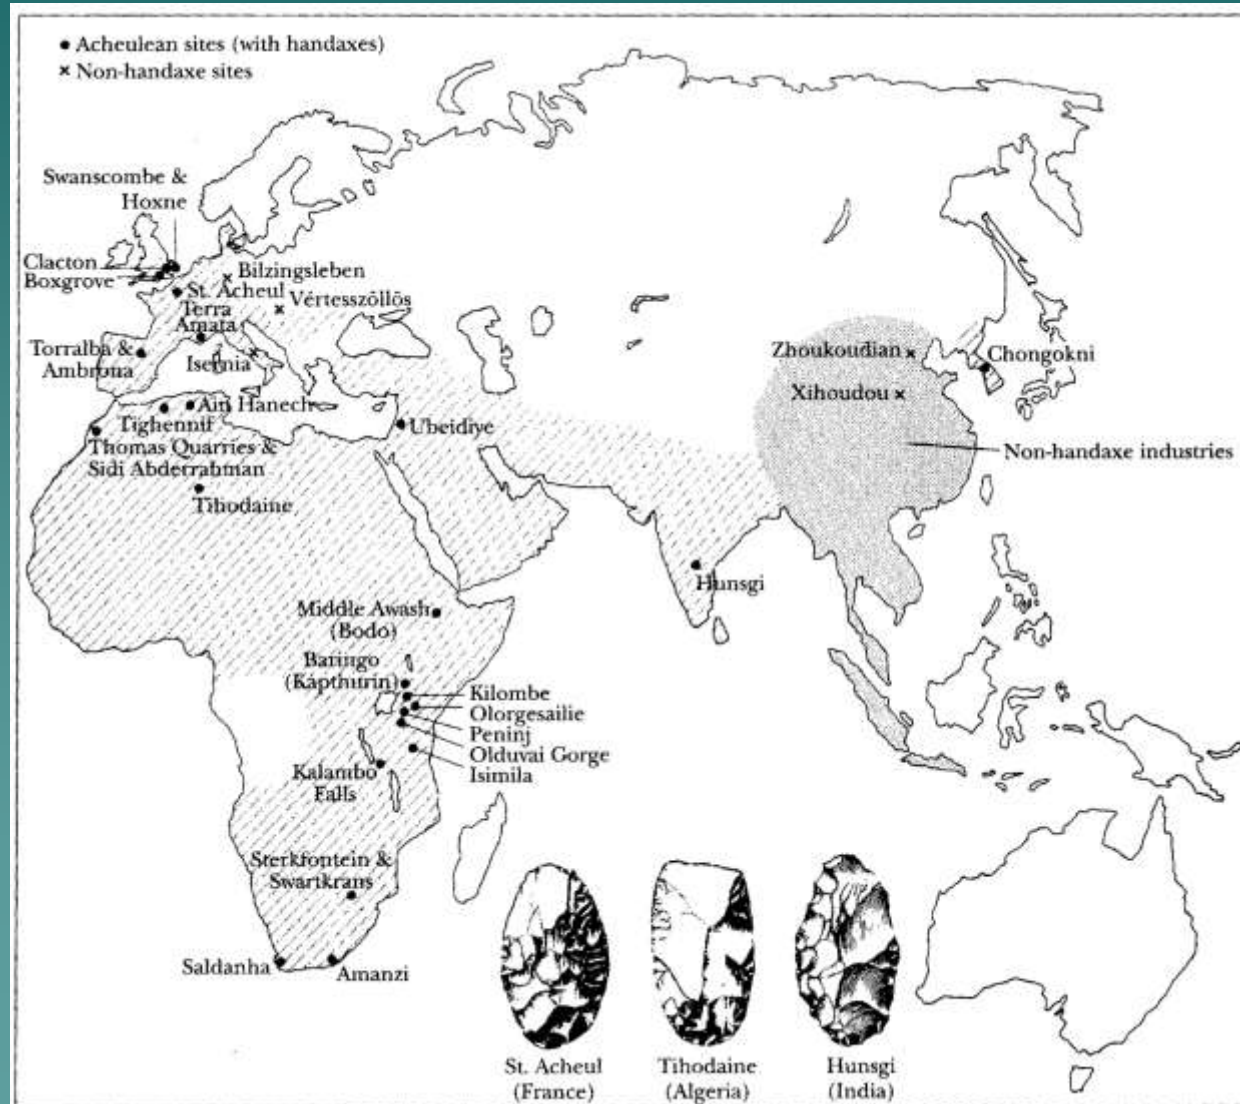 • Acheulean sites (with handaxes)
× Non-handaxe sites
Swanscombe &
Hoxne
Clacton
Boxgrove
Bilzingsleben
St. Acheul
Vértesszöllös
Terra
Amata
Torralba &
Ambrona
Isernia
Zhoukoudian
Chongokni
Xihoudou
Ain Hanech
Tighennif
Ubeidiye
Thomas Quarries &
Sidi Abderrahman
Non-handaxe industries
Tihodaine
Hunsgi
Middle Awash
(Bodo)
Baringo
(Kapthurin)
Kilombe
Olorgesailie
Peninj
Olduvai Gorge
Isimila
Kalambo
Falls
Sterkfontein &
Swartkrans
Saldanha
Amanzi
St. Acheul
(France)
Tihodaine
(Algeria)
Hunsgi
(India)